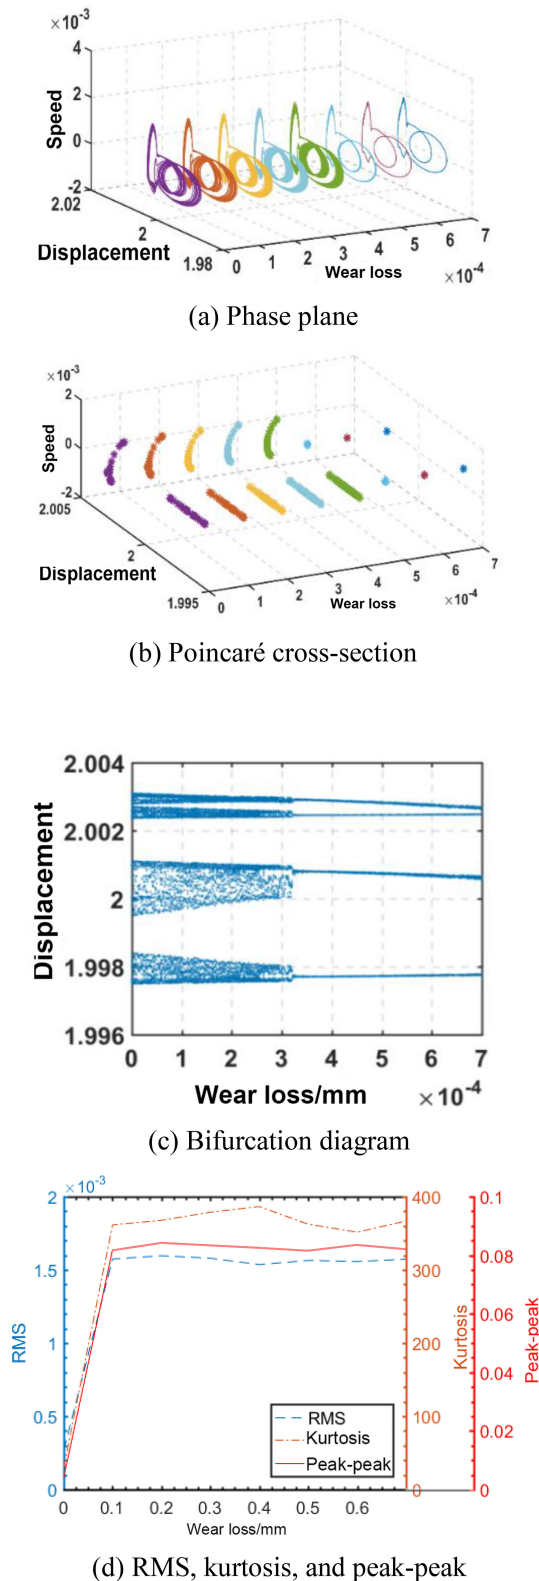 ×10⁻³
4
2
0
-2
Speed
2.02
2
1.98
Displacement
0 1 2 3 4 5 6 7
Wear loss
×10⁻⁴
(a) Phase plane
×10⁻³
2
0
-2
Speed
2.005
2
1.995
Displacement
0 1 2 3 4 5 6 7
Wear loss
×10⁻⁴
(b) Poincaré cross-section
2.004
2.002
2
1.998
1.996
Displacement
0 1 2 3 4 5 6 7
Wear loss/mm
×10⁻⁴
(c) Bifurcation diagram
×10⁻³
2
1.5
1
0.5
0
RMS
400
300
200
100
0
Kurtosis
0.1
0.08
0.06
0.04
0.02
0
Peak-peak
RMS
Kurtosis
Peak-peak
0 0.1 0.2 0.3 0.4 0.5 0.6
Wear loss/mm
(d) RMS, kurtosis, and peak-peak